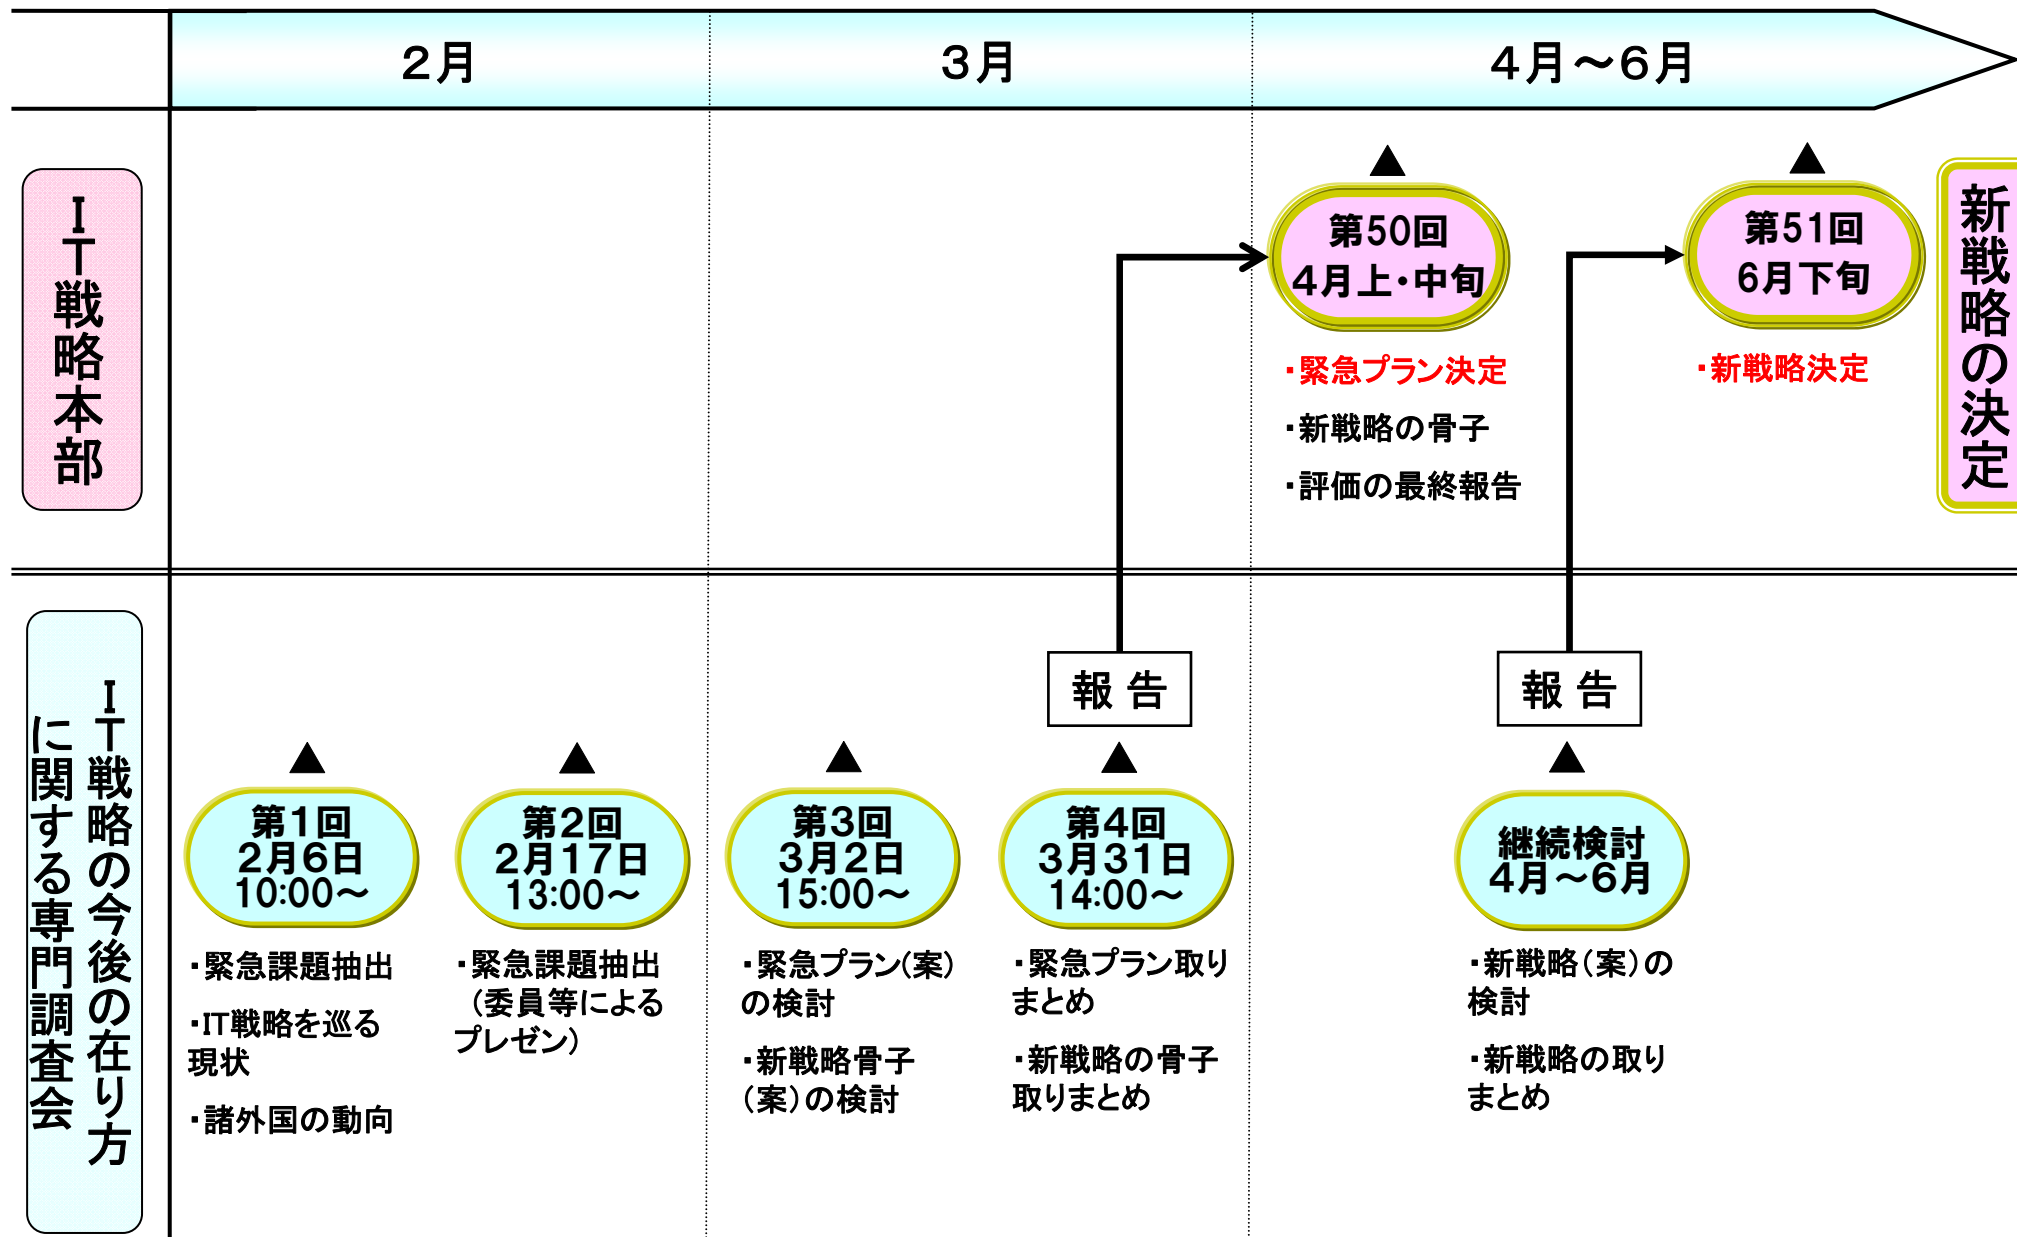 ２月
３月
４月～６月
ＩＴ戦略本部
第50回
４月上・中旬
・緊急プラン決定
・新戦略の骨子
・評価の最終報告
第51回
６月下旬
・新戦略決定
新戦略の決定
ＩＴ戦略の今後の在り方
に関する専門調査会
報 告
報 告
第１回
２月６日
10:00～
・緊急課題抽出
・IT戦略を巡る
現状
・諸外国の動向
第２回
２月１７日
13:00～
・緊急課題抽出
（委員等による
プレゼン）
第３回
３月２日
15:00～
・緊急プラン(案)
の検討
・新戦略骨子
（案）の検討
第４回
３月３１日
14:00～
・緊急プラン取り
まとめ
・新戦略の骨子
取りまとめ
継続検討
４月～６月
・新戦略（案）の
検討
・新戦略の取り
まとめ